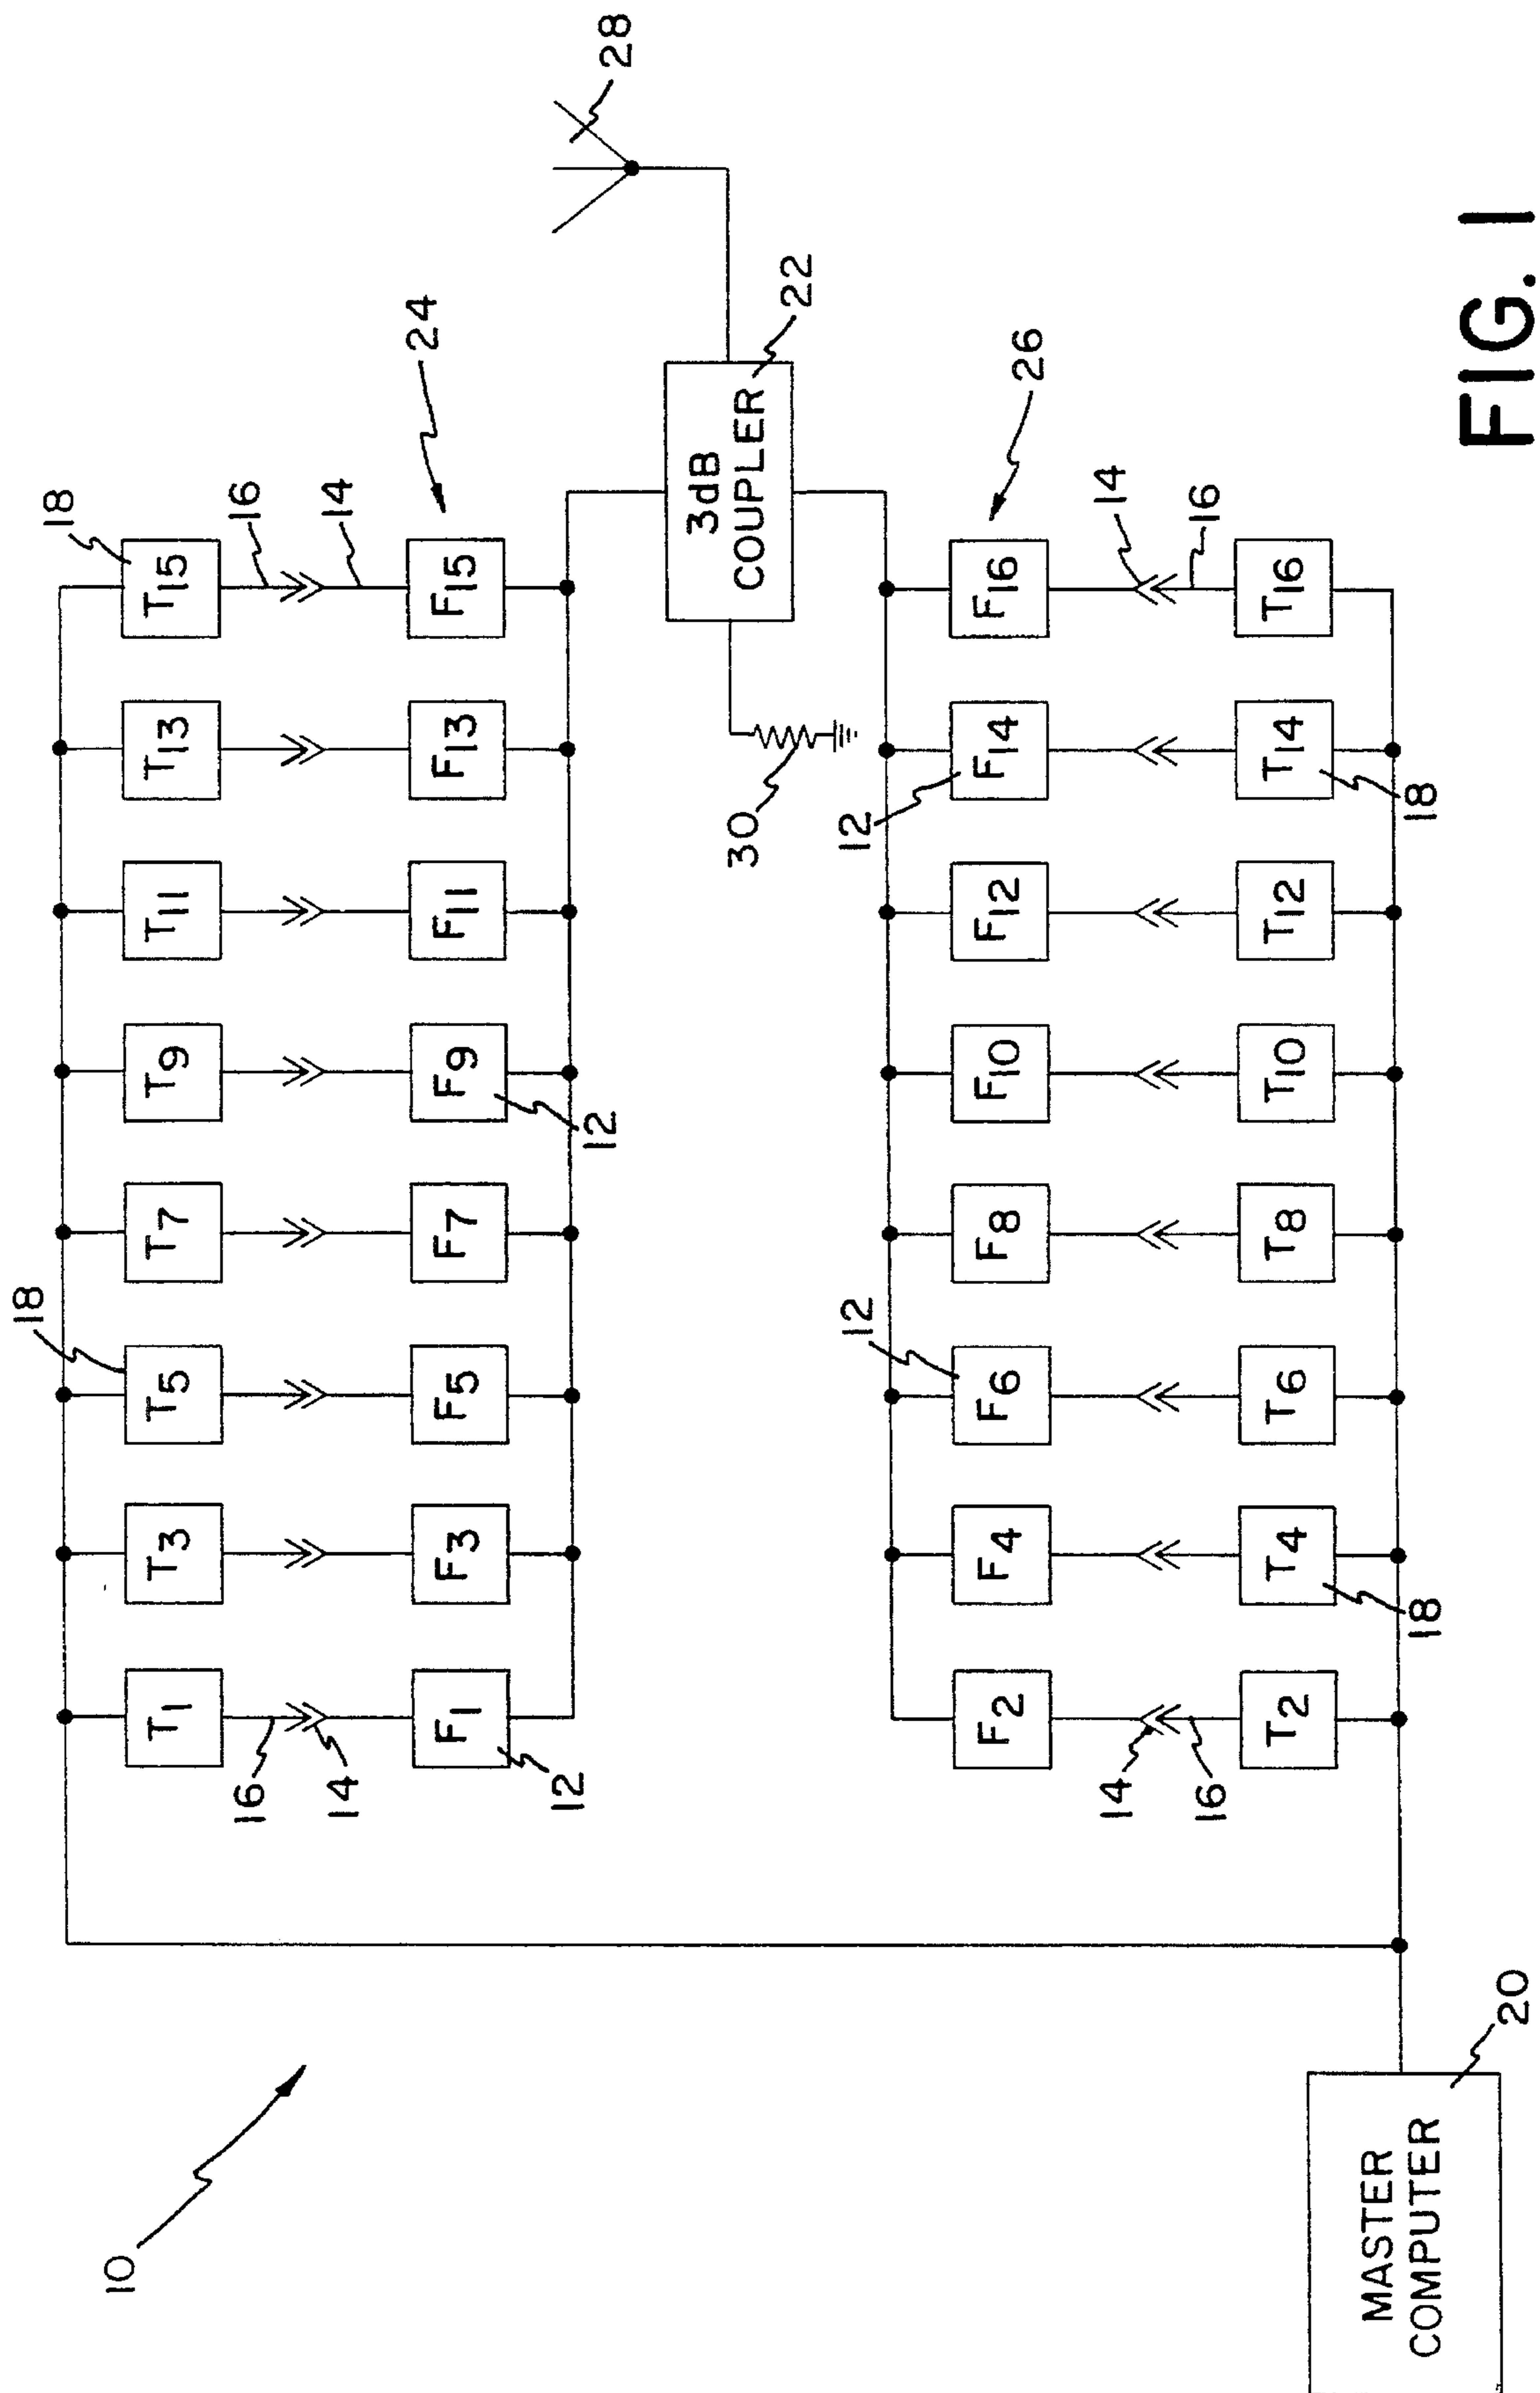 10
18
18
T1
T3
T5
T7
T9
T11
T13
T15
16
16
14
14
24
28
F1
F3
F5
F7
F9
F11
F13
F15
12
12
3dB
COUPLER
22
30
12
12
26
F2
F4
F6
F8
F10
F12
F14
F16
14
14
16
16
T2
T4
T6
T8
T10
T12
T14
T16
18
18
MASTER
COMPUTER
20
FIG. 1